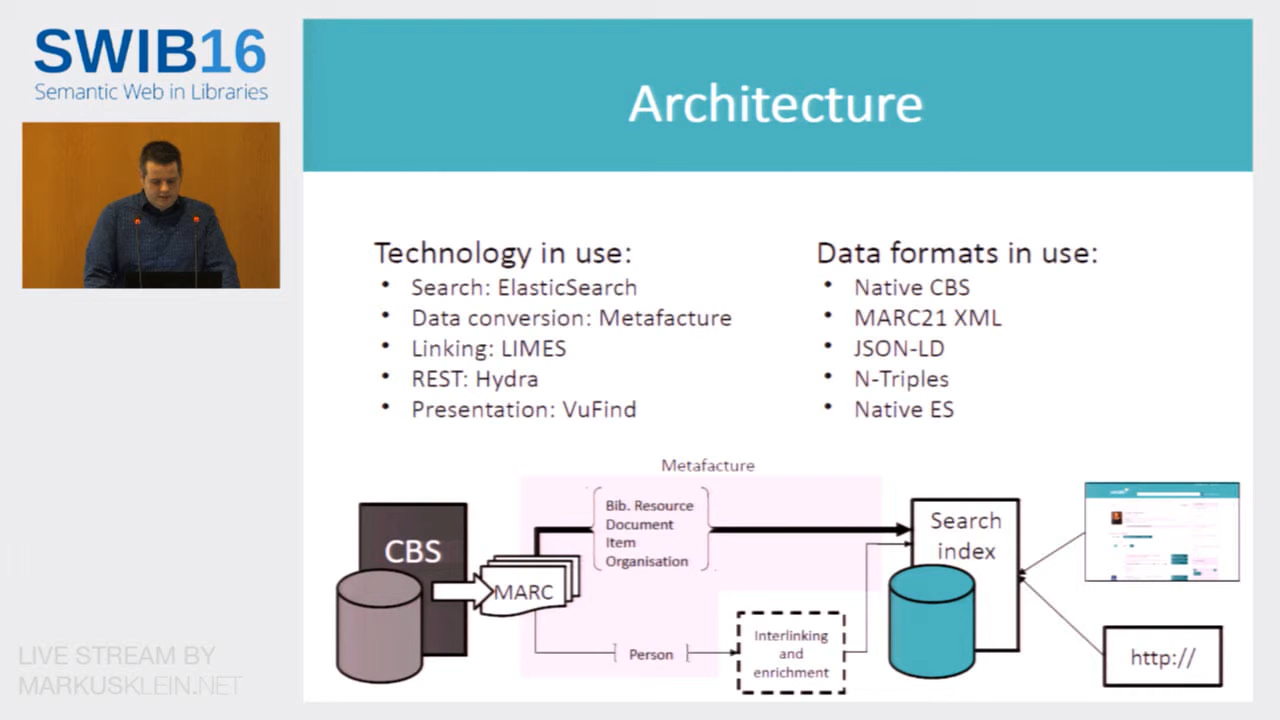 SWIB16
Semantic Web in Libraries
Architecture
Technology in use:
• Search: ElasticSearch
• Data conversion: Metafacture
• Linking: LIMES
• REST: Hydra
• Presentation: VuFind
Data formats in use:
• Native CBS
• MARC21 XML
• JSON-LD
• N-Triples
• Native ES
Metafacture
CBS
MARC
Bib. Resource
Document
Item
Organisation
Person
Interlinking
and
enrichment
Search
index
http://
LIVE STREAM BY
MARKUSKLEIN.NET